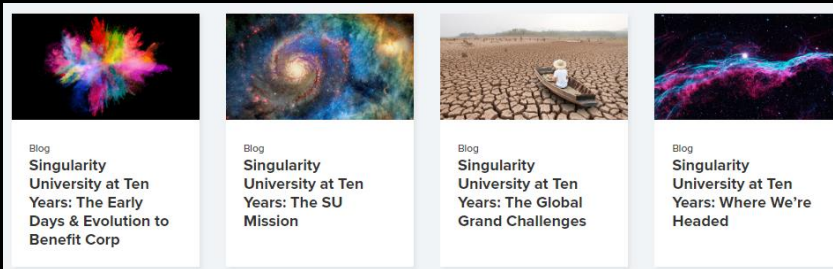 Blog
Singularity
University at Ten
Years: The Early
Days & Evolution to
Benefit Corp
Blog
Singularity
University at Ten
Years: The SU
Mission
Blog
Singularity
University at Ten
Years: The Global
Grand Challenges
Blog
Singularity
University at Ten
Years: Where We’re
Headed